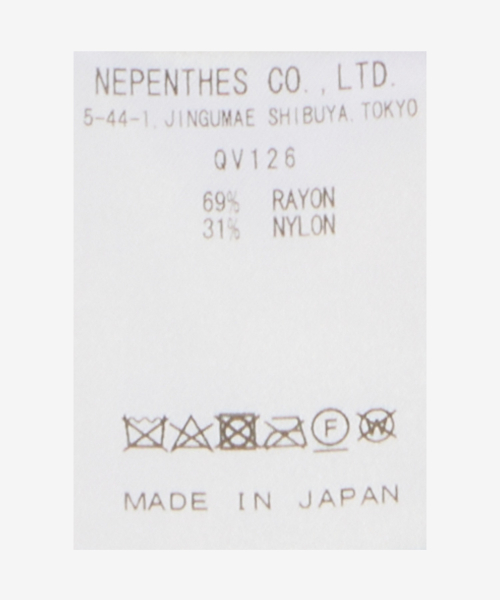 NEPENTHES CO.,LTD.
5-44-1, JINGUMAE SHIBUYA, TOKYO
QV126
69% RAYON
31% NYLON
F W
MADE IN JAPAN